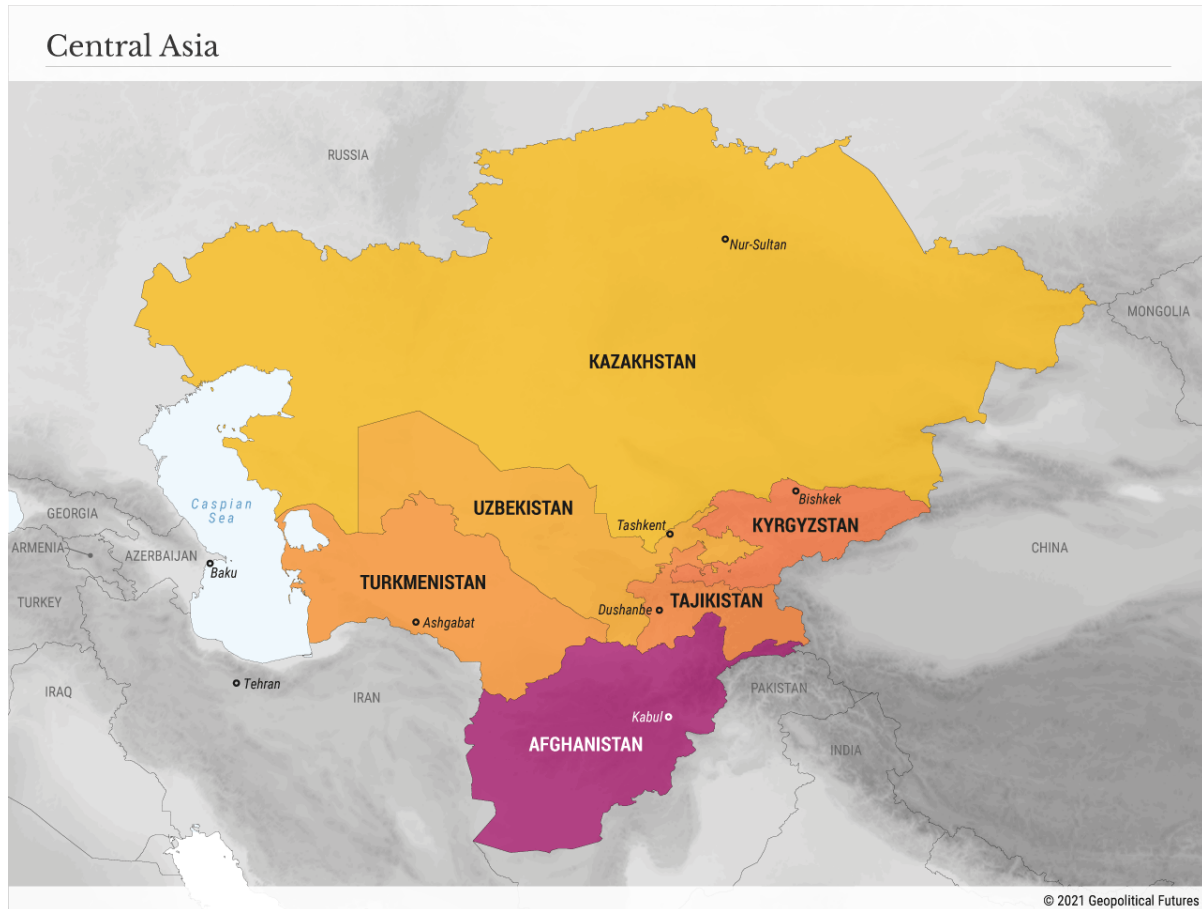 Central Asia
RUSSIA
Nur-Sultan
MONGOLIA
KAZAKHSTAN
Caspian
Sea
UZBEKISTAN
Bishkek
GEORGIA
Tashkent
KYRGYZSTAN
ARMENIA
AZERBAIJAN
CHINA
Baku
TURKMENISTAN
TURKEY
TAJIKISTAN
Dushanbe
Ashgabat
Tehran
IRAQ
IRAN
PAKISTAN
Kabul
AFGHANISTAN
INDIA
© 2021 Geopolitical Futures